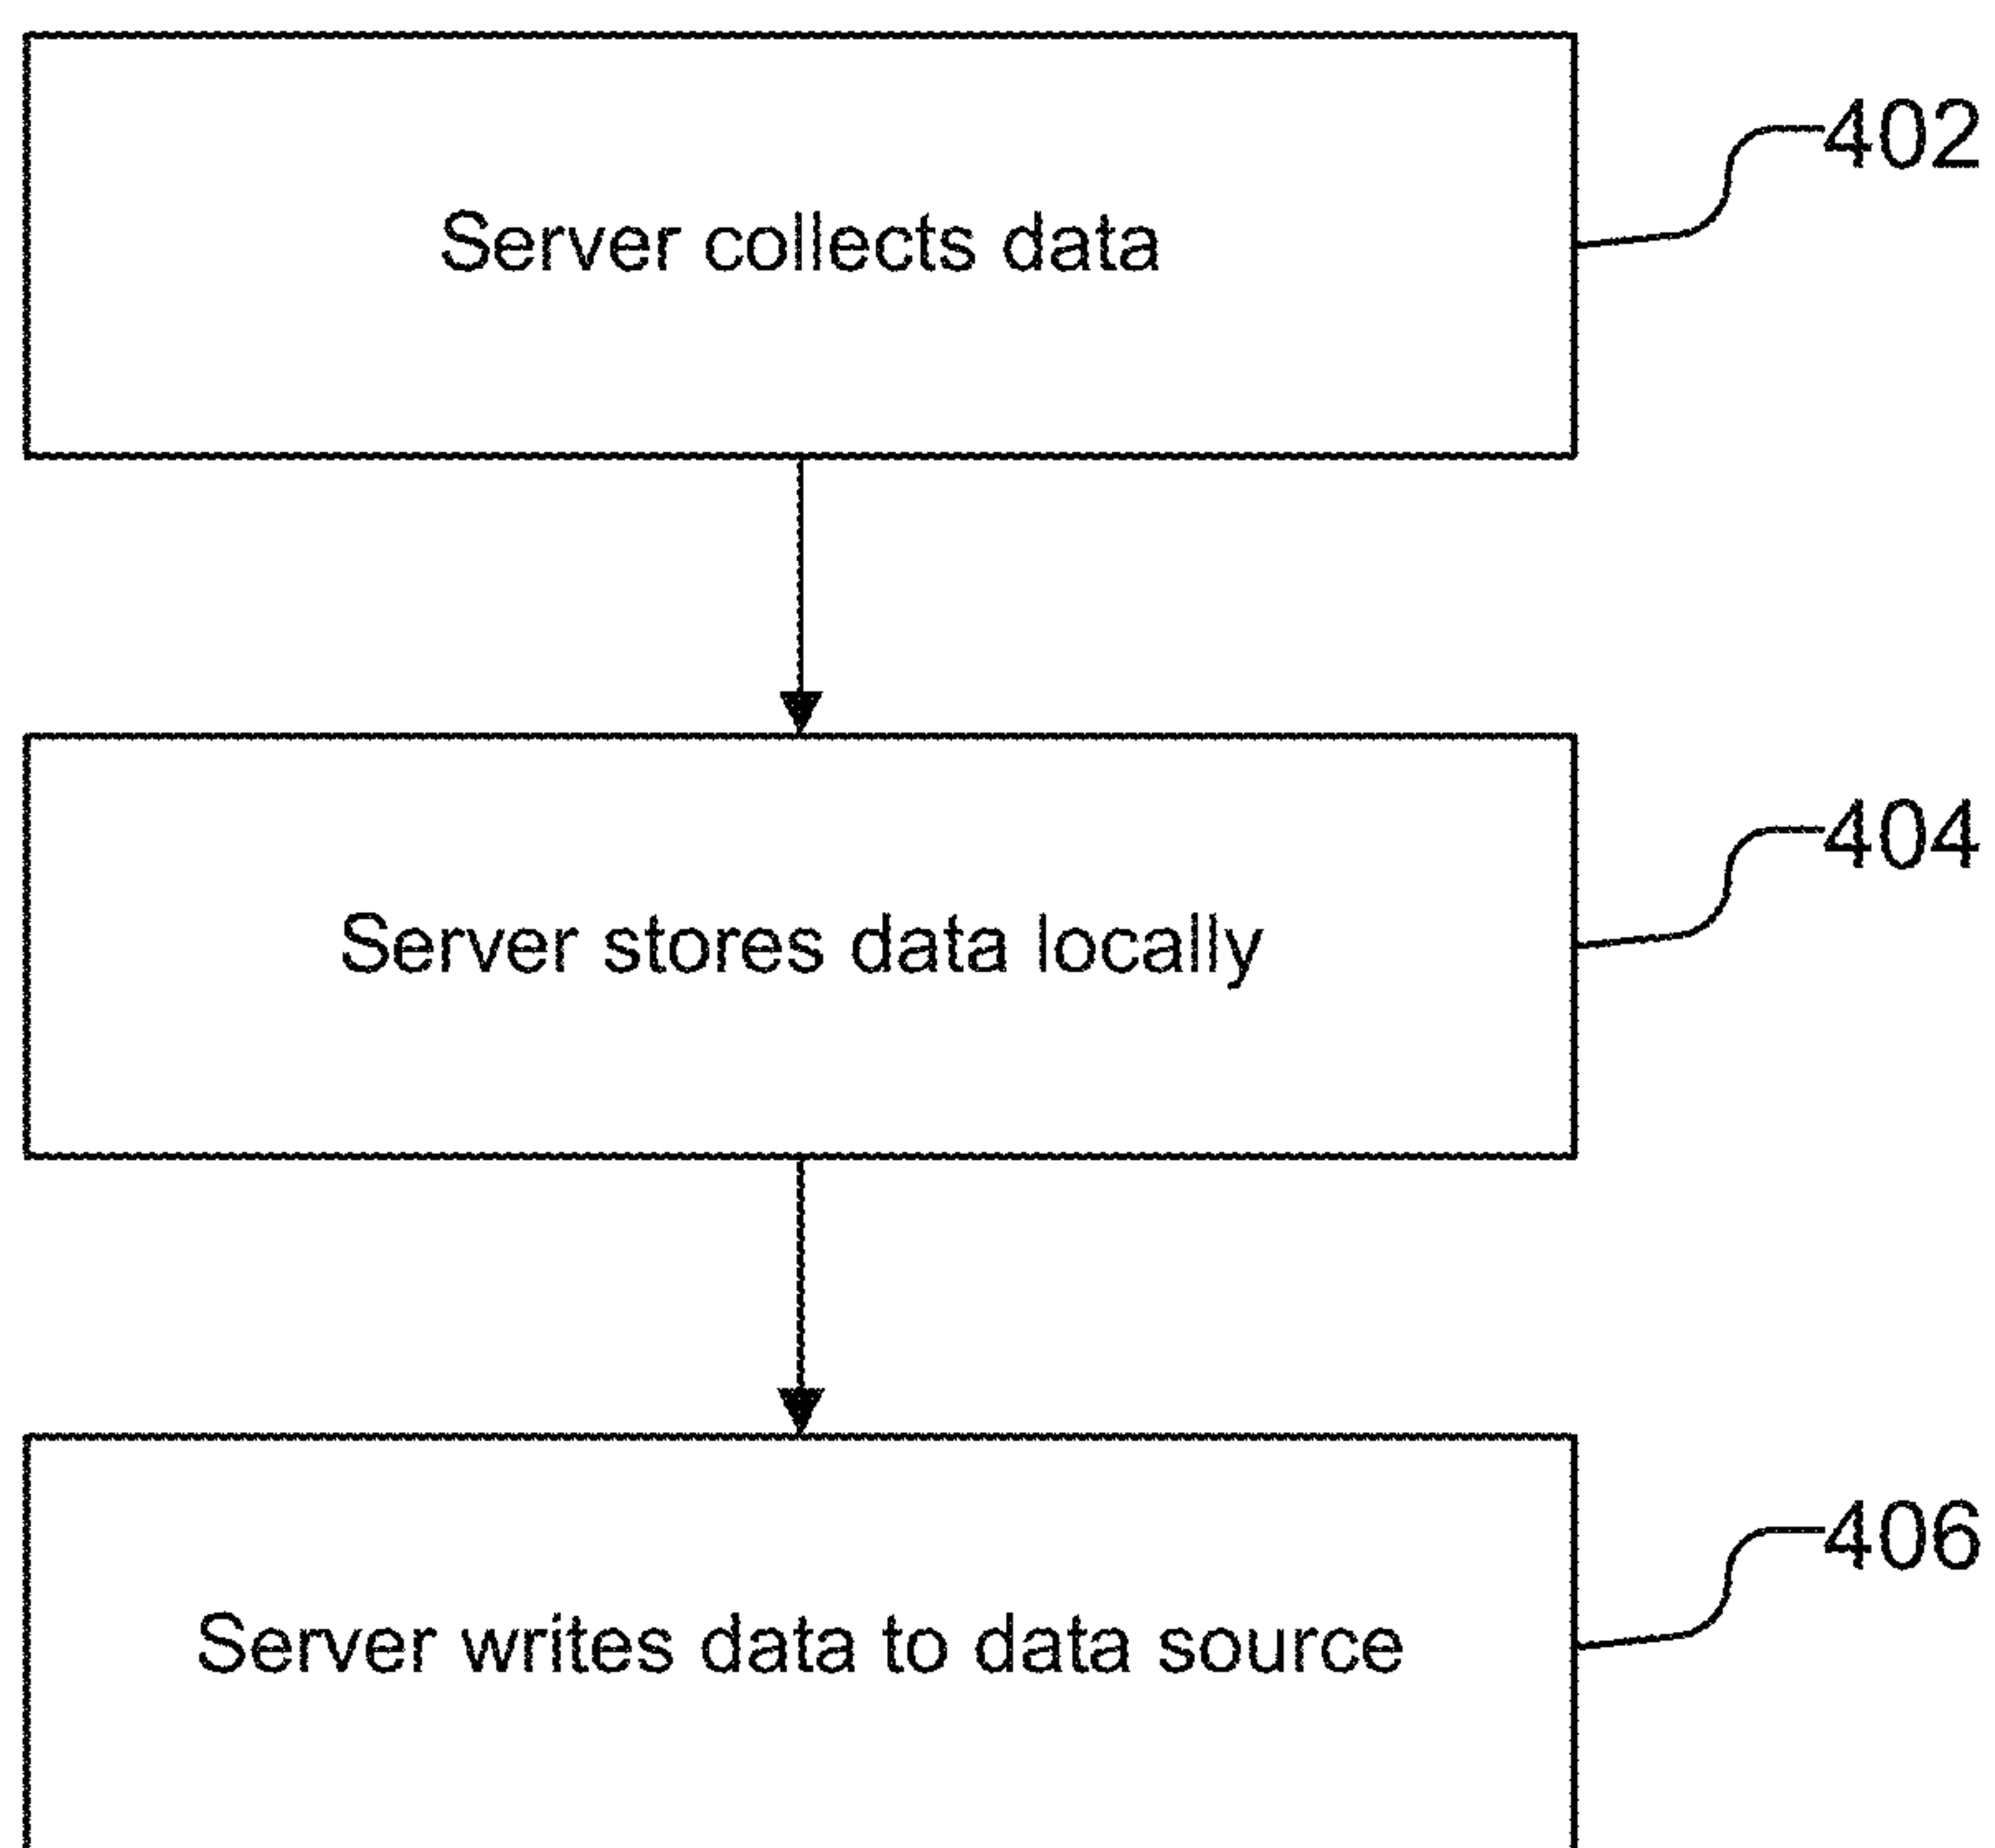 402
Server collects data
404
Server stores data locally
406
Server writes data to data source